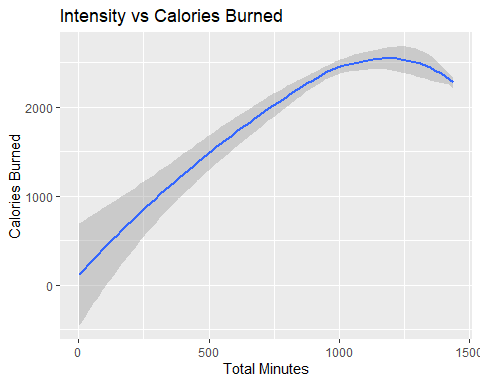 Intensity vs Calories Burned
Calories Burned
2000
1000
0
0 500 1000 1500
Total Minutes